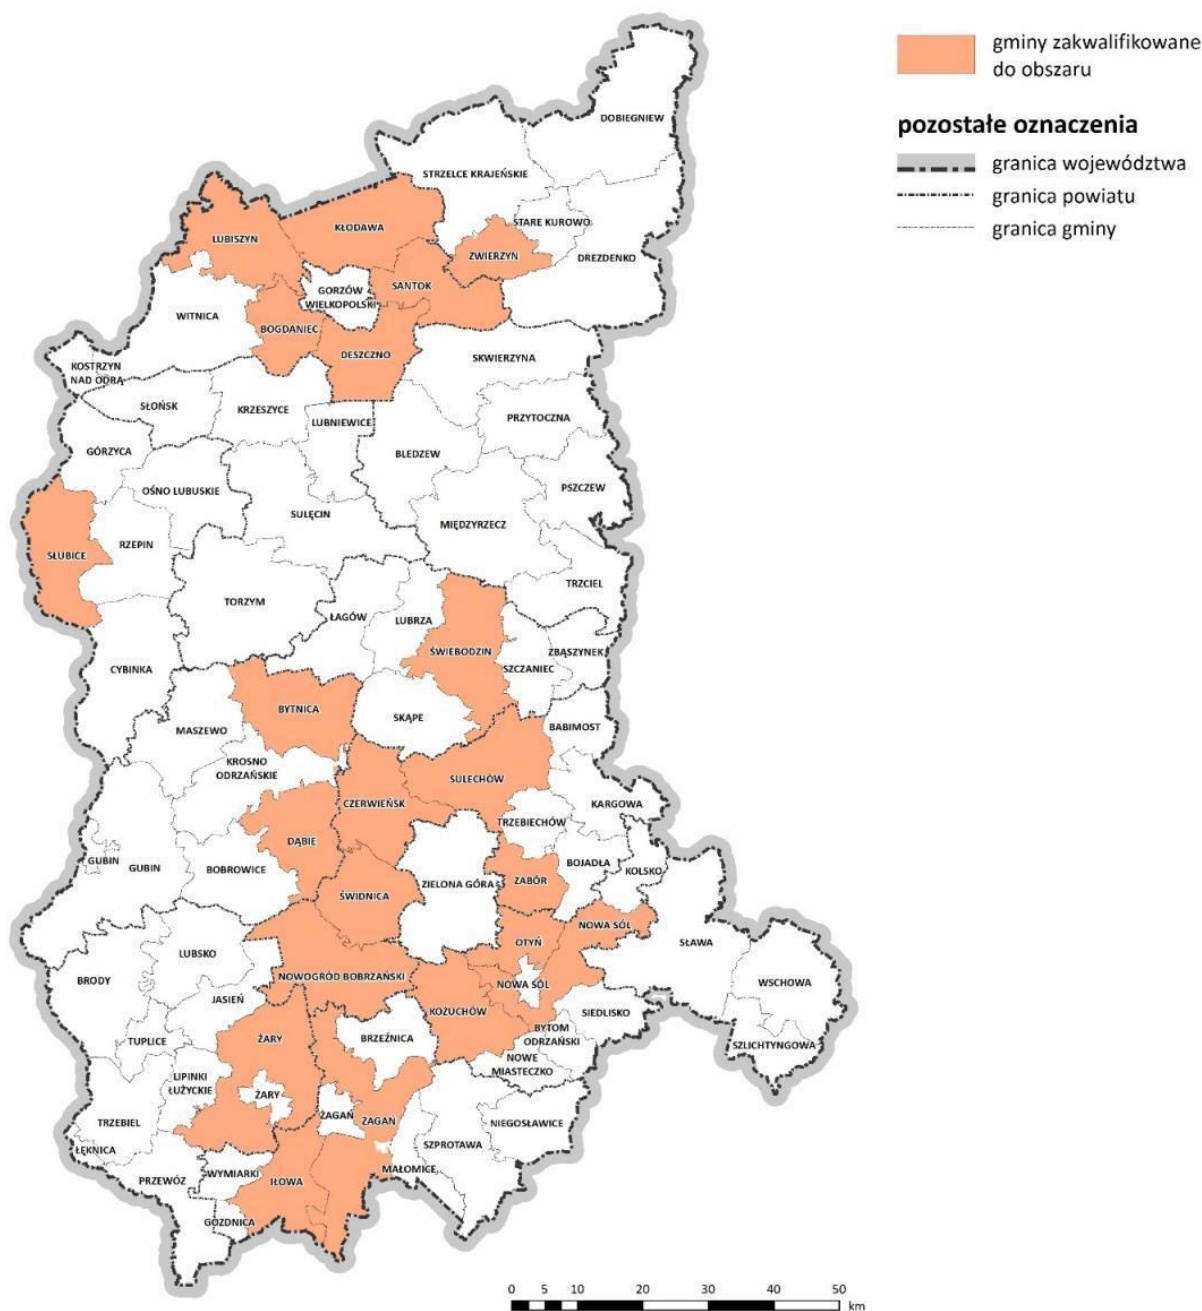 gminy zakwalifikowane
do obszaru
pozostałe oznaczenia
granica województwa
granica powiatu
granica gminy
DOBIEGNIEW
STRZELCE KRAJEŃSKIE
STARE KUROWO
KŁODAWA
LUBISZYN
ZWIERZYN
DREZDENKO
SANTOK
GORZÓW
WIELKOPOLSKI
WITNICA
BOGDANIEC
DESZCZNO
SKWIERZYNA
KOSTRZYN
NAD ODRĄ
SŁOŃSK
KRZESZYCE
LUBNIEWICE
PRZYTOCZNA
GÓRZYCA
BLEDZEW
OŚNO LUBUSKIE
PSZCZEW
SULĘCIN
MIĘDZYRZECZ
RZEPIN
SŁUBICE
TRZCIEL
TORZYM
ŁAGÓW
LUBRZA
ŚWIEBODZIN
ZBĄSZYNEK
SZCZANIEC
CYBINKA
BYTNICA
SKĄPE
BABIMOST
MASZEWO
KROSNO
ODRZAŃSKIE
SULECHÓW
CZERWIEŃSK
KARGOWA
TRZEBIECHÓW
DĄBIE
GUBIN
GUBIN
BOBROWICE
BOJADŁA
KOLSKO
ZIELONA GÓRA
ZABÓR
ŚWIDNICA
NOWA SÓL
OTYŃ
SŁAWA
LUBSKO
BRODY
NOWOGRÓD BOBRZAŃSKI
NOWA SÓL
WSCHOWA
JASIEŃ
KOŻUCHÓW
SIEDLISKO
ŻARY
BRZEŹNICA
BYTOM
ODRZAŃSKI
TUPLICE
SZLICHTYNGOWA
NOWE
MIASTECZKO
LIPINKI
ŁUŻYCKIE
ŻARY
ŻAGAŃ
ŻAGAŃ
TRZEBIEL
NIEGOSŁAWICE
SZPROTAWA
ŁĘKNICA
MAŁOMICE
WYMIARKI
PRZEWÓZ
IŁOWA
GOZDNICA
0 5 10 20 30 40 50
km